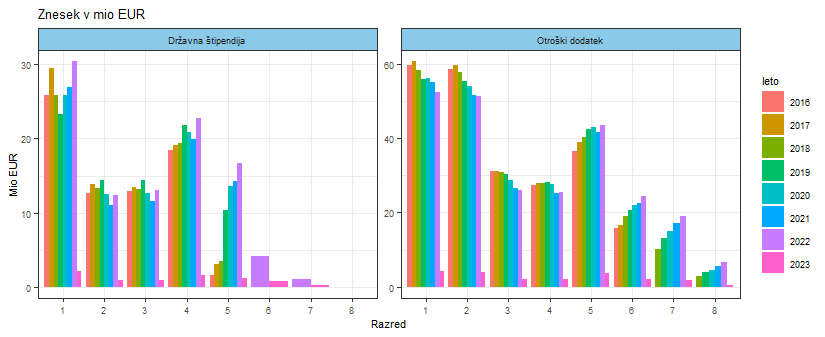 Znesek v mio EUR
Državna štipendija
Otroški dodatek
Mio EUR
30
20
10
0
60
40
20
0
1 2 3 4 5 6 7 8
1 2 3 4 5 6 7 8
Razred
leto
2016
2017
2018
2019
2020
2021
2022
2023